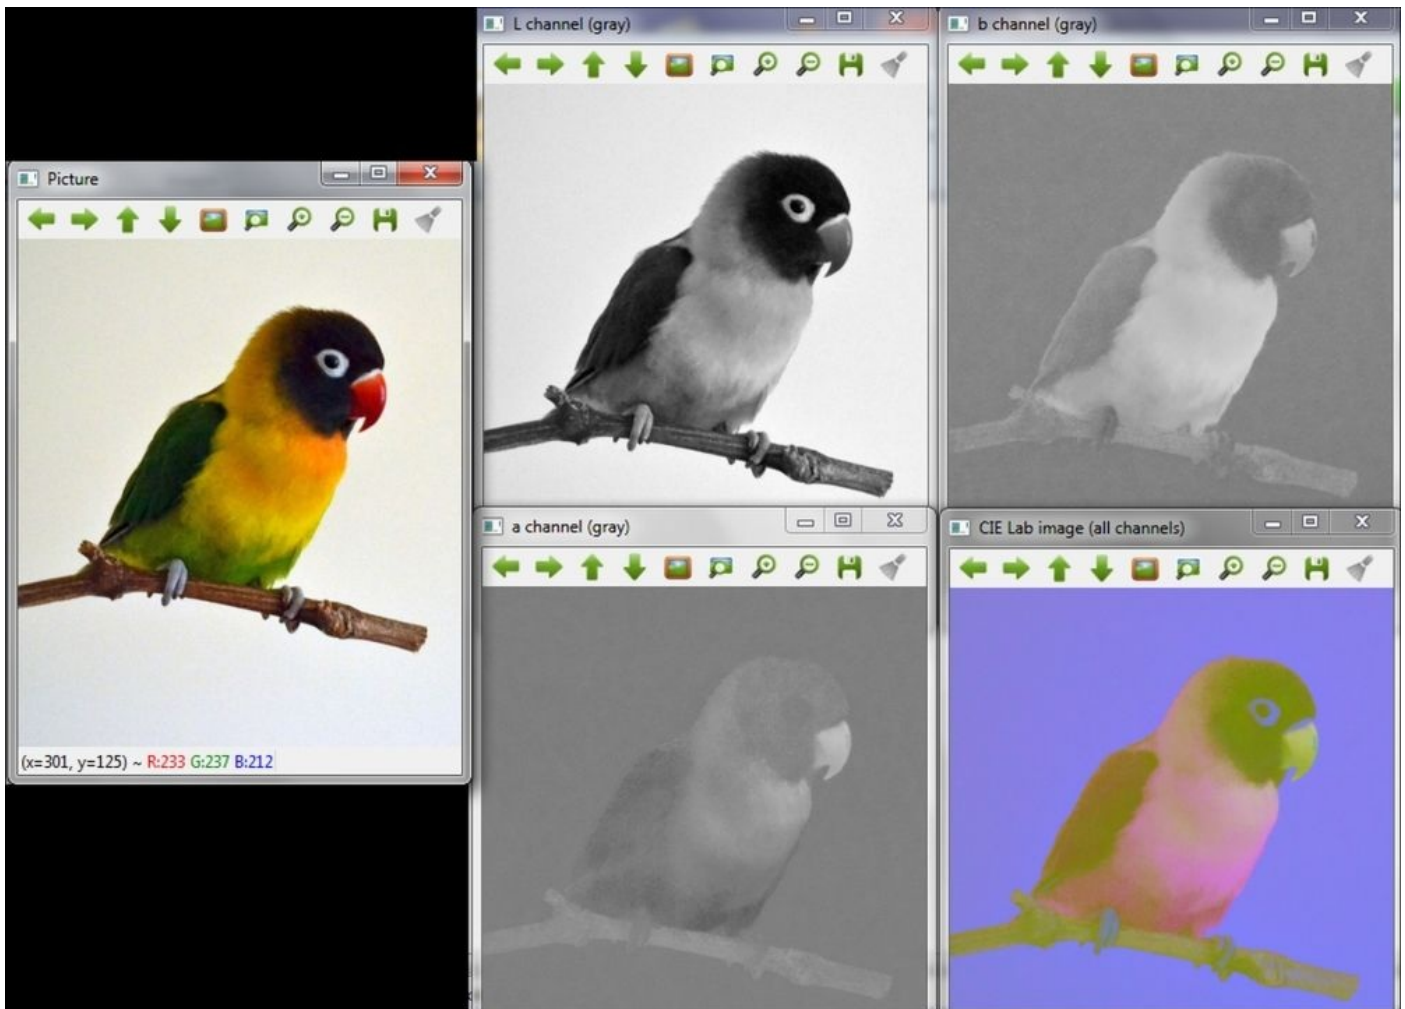 L channel (gray)
b channel (gray)
Picture
(x=301, y=125) ~ R:233 G:237 B:212
a channel (gray)
CIE Lab image (all channels)